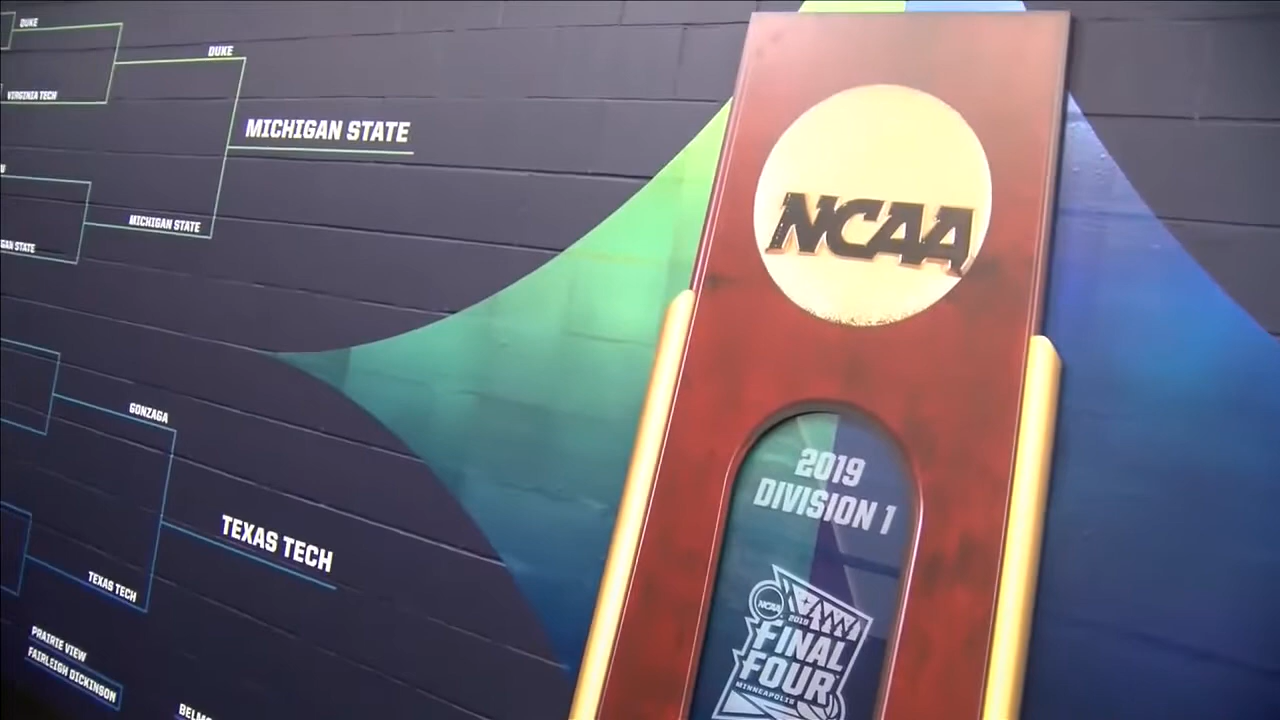 DUKE
VIRGINIA TECH
DUKE
MICHIGAN STATE
MICHIGAN STATE
GONZAGA
TEXAS TECH
TEXAS TECH
PRAIRIE VIEW
FAIRLEIGH DICKINSON
NCAA
2019
DIVISION 1
NCAA
2019
FINAL
FOUR
MINNEAPOLIS